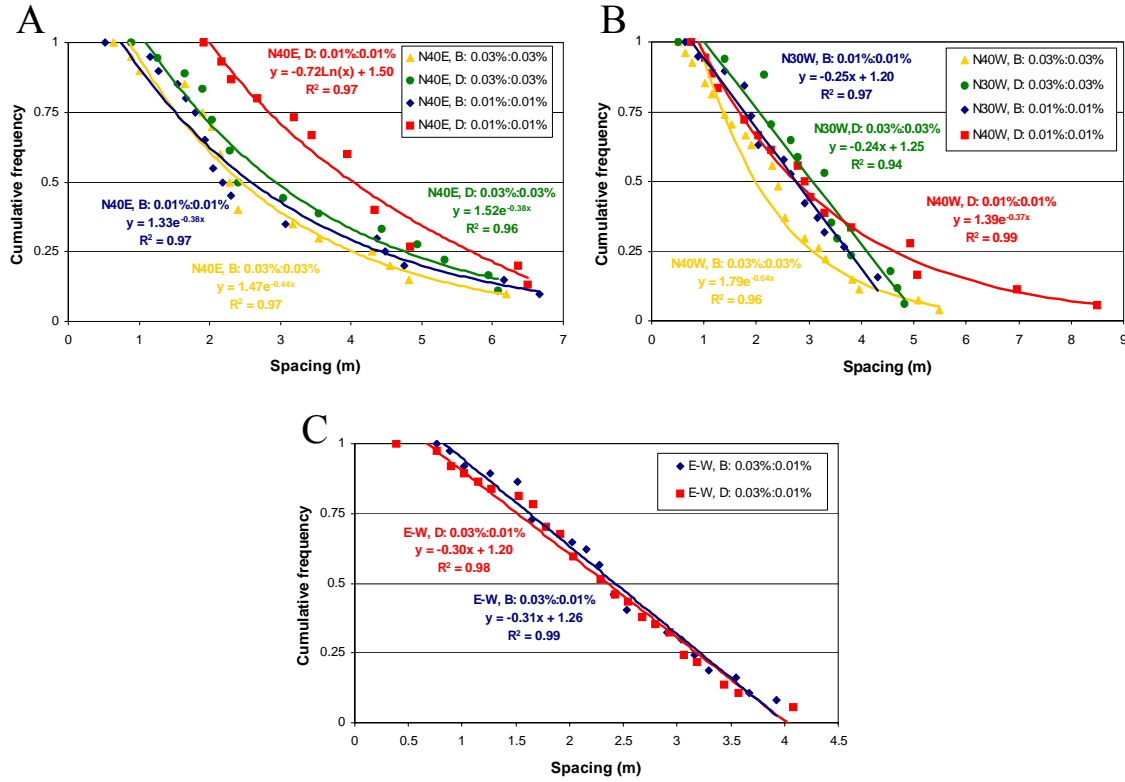 A
N40E, D: 0.01%:0.01%
y = -0.72Ln(x) + 1.50
R² = 0.97
N40E, B: 0.03%:0.03%
N40E, D: 0.03%:0.03%
N40E, B: 0.01%:0.01%
N40E, D: 0.01%:0.01%
N40E, D: 0.03%:0.03%
y = 1.52e^-0.38x
R² = 0.96
N40E, B: 0.01%:0.01%
y = 1.33e^-0.38x
R² = 0.97
N40E, B: 0.03%:0.03%
y = 1.47e^-0.44x
R² = 0.97
Cumulative frequency
1
0.75
0.5
0.25
0
0 1 2 3 4 5 6 7
Spacing (m)
B
N30W, B: 0.01%:0.01%
y = -0.25x + 1.20
R² = 0.97
N40W, B: 0.03%:0.03%
N30W, D: 0.03%:0.03%
N30W, B: 0.01%:0.01%
N40W, D: 0.01%:0.01%
N30W,D: 0.03%:0.03%
y = -0.24x + 1.25
R² = 0.94
N40W, D: 0.01%:0.01%
y = 1.39e^-0.37x
R² = 0.99
N40W, B: 0.03%:0.03%
y = 1.79e^-0.64x
R² = 0.96
Cumulative frequency
1
0.75
0.5
0.25
0
0 1 2 3 4 5 6 7 8 9
Spacing (m)
C
E-W, B: 0.03%:0.01%
E-W, D: 0.03%:0.01%
E-W, D: 0.03%:0.01%
y = -0.30x + 1.20
R² = 0.98
E-W, B: 0.03%:0.01%
y = -0.31x + 1.26
R² = 0.99
Cumulative frequency
1
0.75
0.5
0.25
0
0 0.5 1 1.5 2 2.5 3 3.5 4 4.5
Spacing (m)